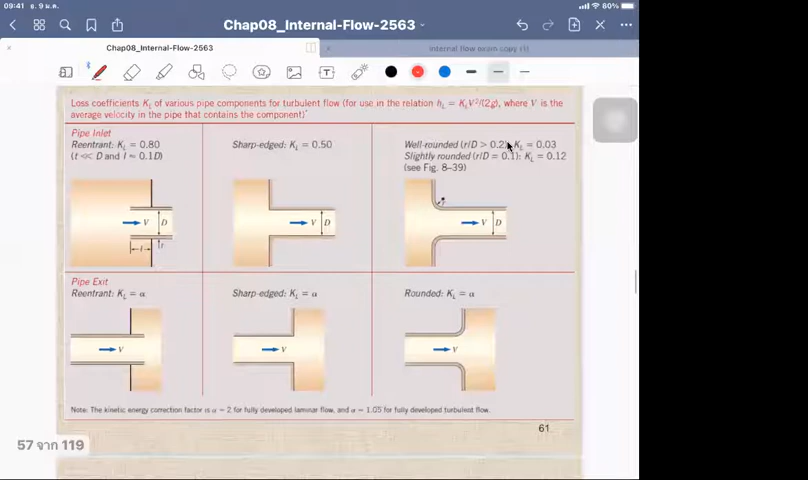 09:41 อ. 9 ม.ค.
60%
Chap08_Internal-Flow-2563
Chap08_Internal-Flow-2563
internal flow exam copy
Loss coefficients KL of various pipe components for turbulent flow (for use in the relation hL = KLV²/(2g), where V is the
average velocity in the pipe that contains the component)*
Pipe Inlet
Reentrant: KL = 0.80
(t << D and l ≈ 0.1D)
Sharp-edged: KL = 0.50
Well-rounded (r/D > 0.2): KL = 0.03
Slightly rounded (r/D = 0.1): KL = 0.12
(see Fig. 8–39)
V D
l t
V D
r
V D
Pipe Exit
Reentrant: KL = α
Sharp-edged: KL = α
Rounded: KL = α
V
V
V
Note: The kinetic energy correction factor is α = 2 for fully developed laminar flow, and α = 1.05 for fully developed turbulent flow.
61
57 จาก 119